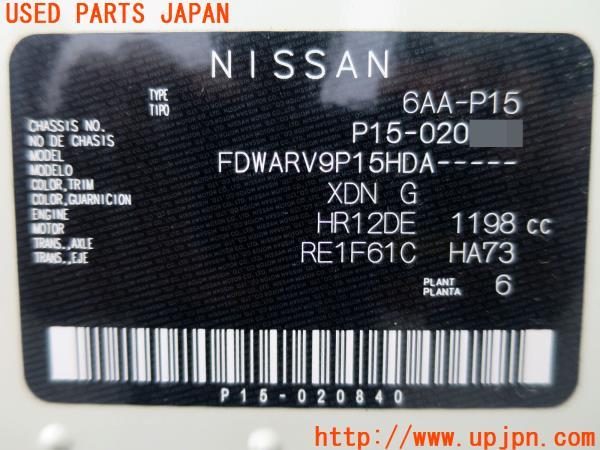 USED PARTS JAPAN
NISSAN
TYPE 6AA-P15
TIPO
CHASSIS NO. P15-020
NO DE CHASIS
MODEL FDWARV9P15HDA-----
MODELO
COLOR,TRIM XDN G
COLOR,GUARNICION
ENGINE HR12DE 1198 cc
MOTOR
TRANS.,AXLE RE1F61C HA73
TRANS.,EJE
PLANT 6
PLANTA
P15-020840
http://www.upjpn.com